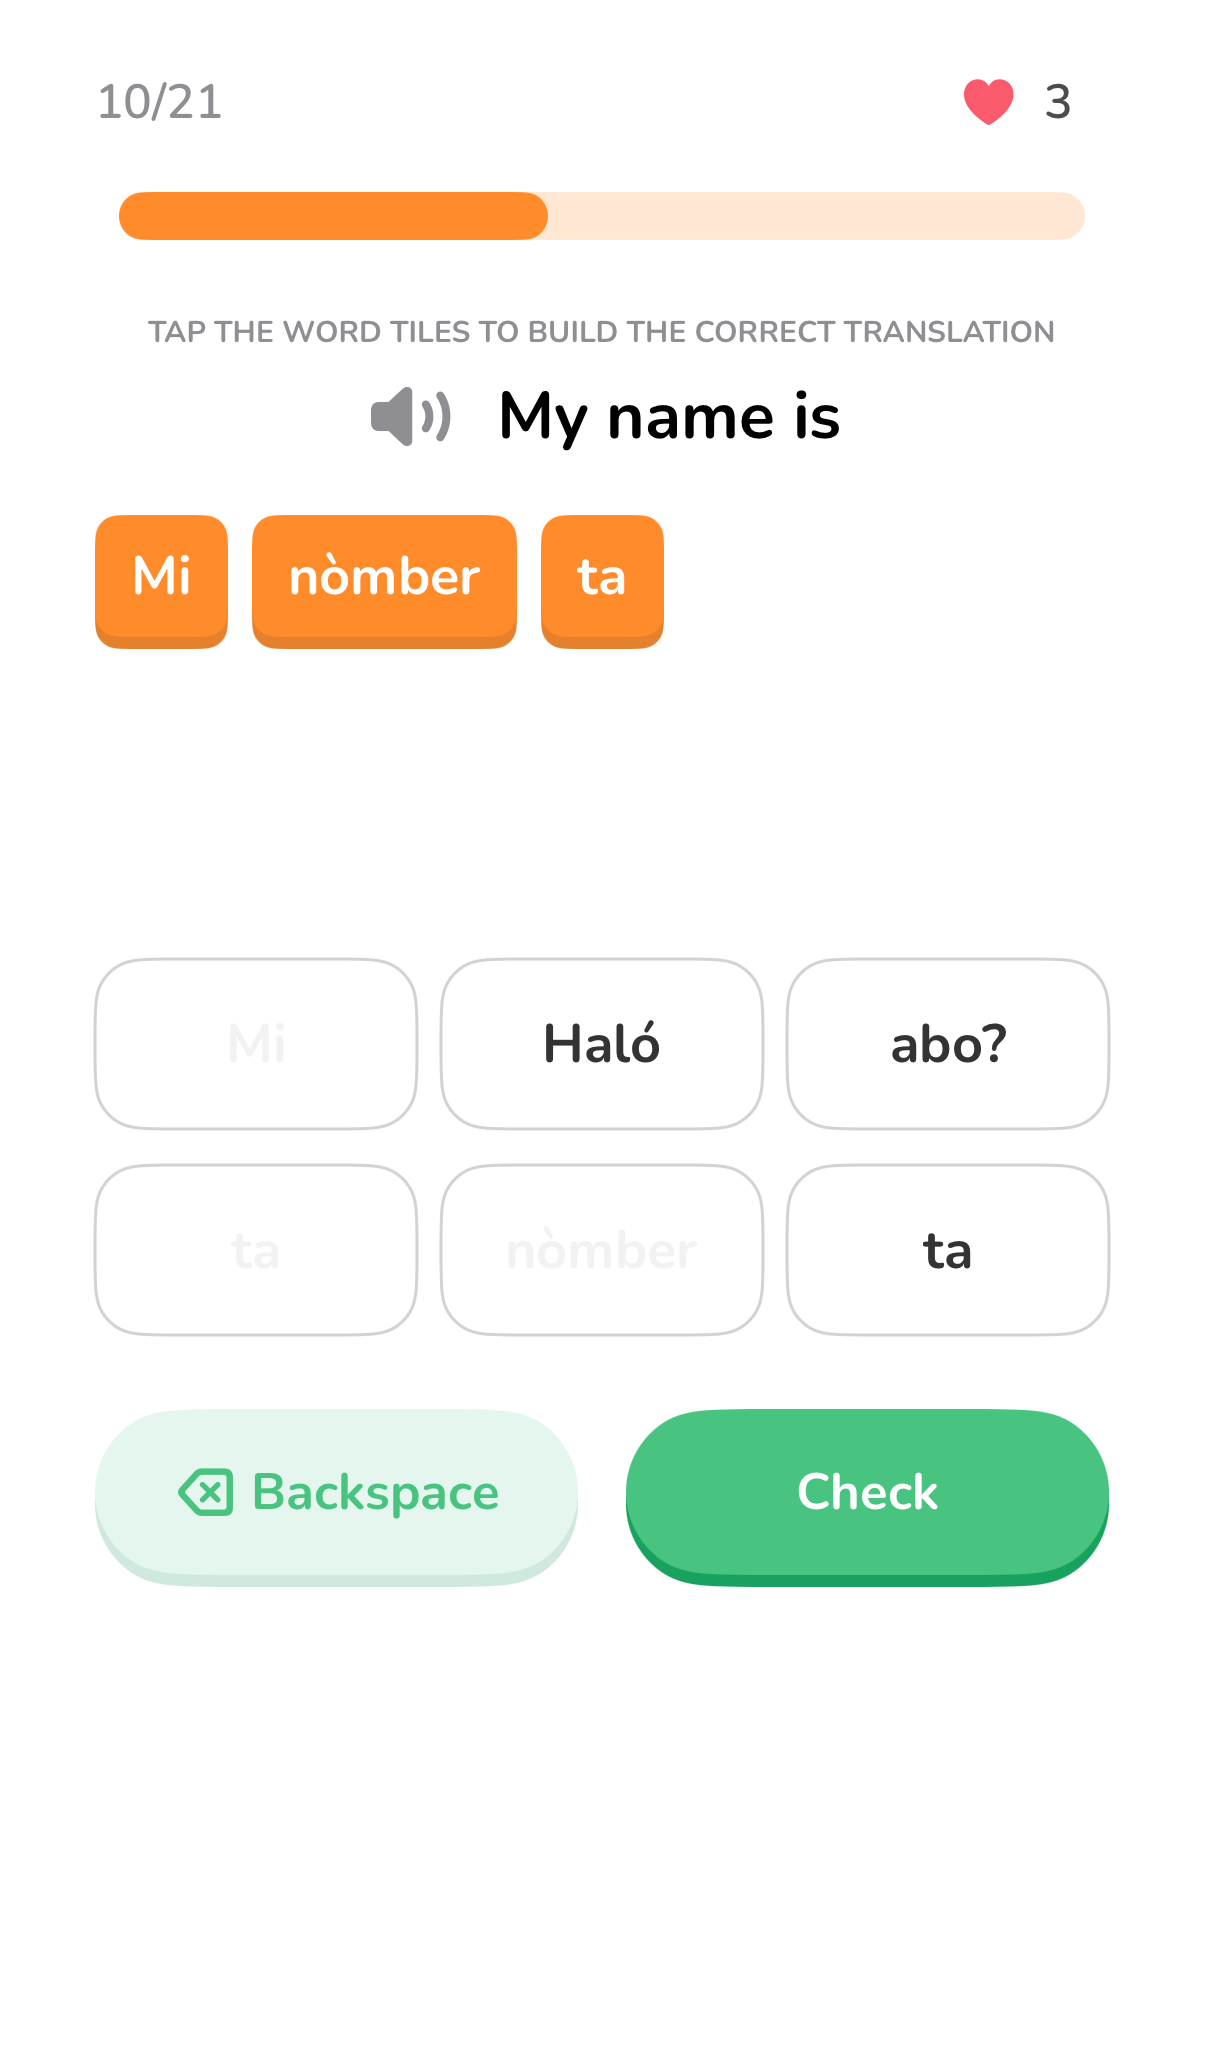 10/21 3
TAP THE WORD TILES TO BUILD THE CORRECT TRANSLATION
My name is
Mi nòmber ta
Mi Haló abo?
ta nòmber ta
Backspace Check